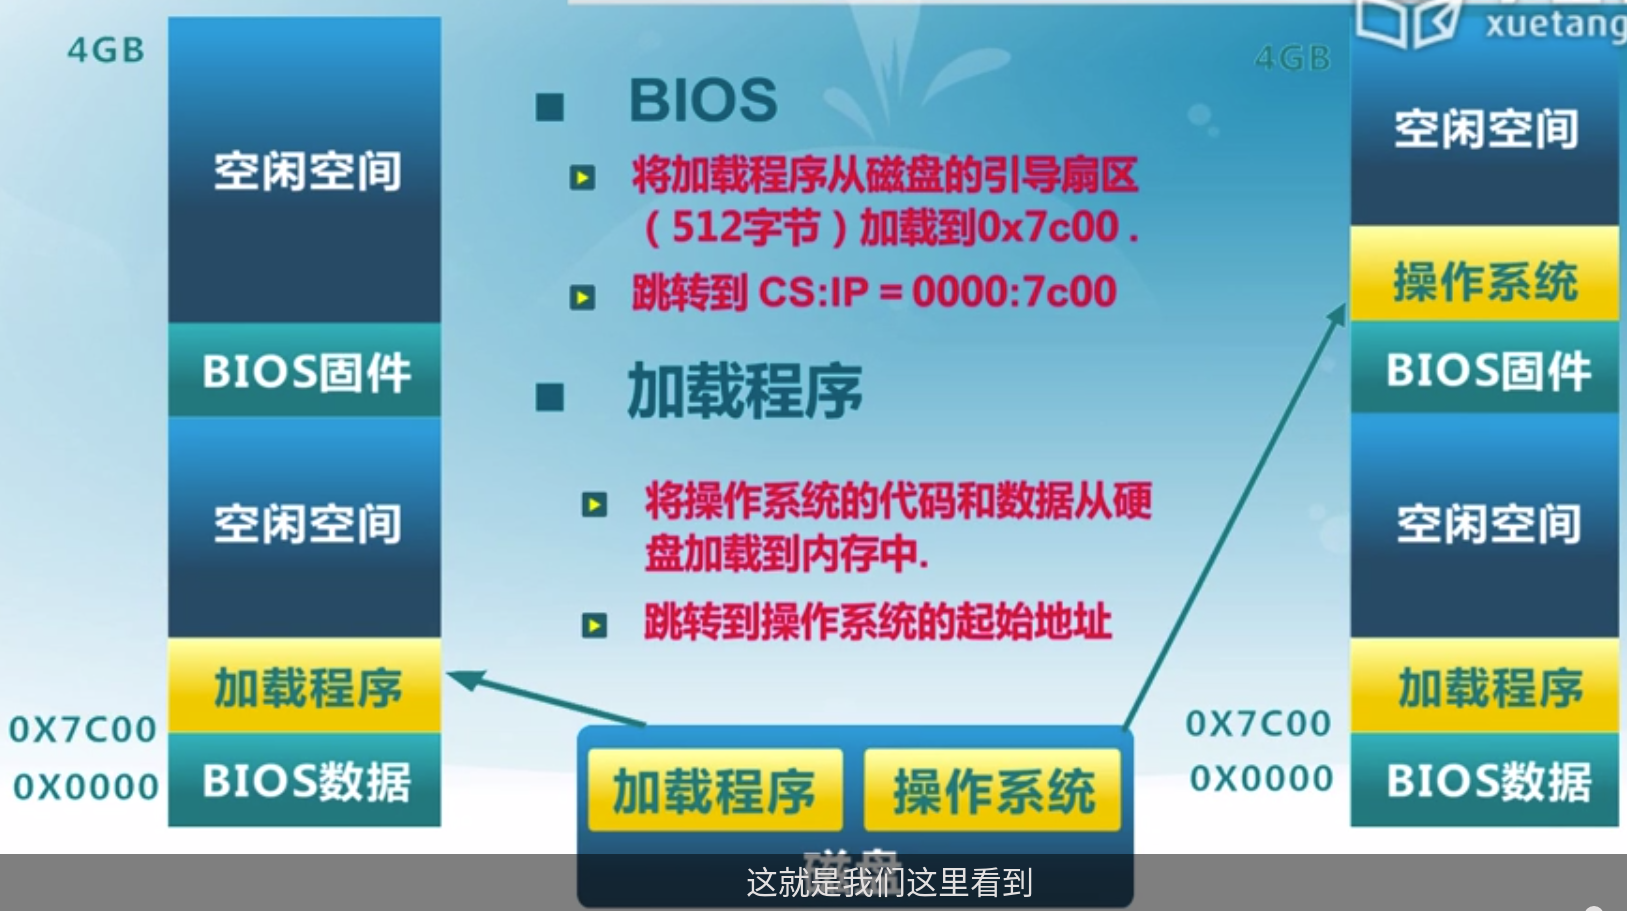 xuetang
4GB
空闲空间
BIOS固件
空闲空间
加载程序
0X7C00
0X0000
BIOS数据
BIOS
将加载程序从磁盘的引导扇区
（512字节）加载到0x7c00 .
跳转到 CS:IP = 0000:7c00
加载程序
将操作系统的代码和数据从硬
盘加载到内存中.
跳转到操作系统的起始地址
加载程序
操作系统
磁盘
4GB
空闲空间
操作系统
BIOS固件
空闲空间
加载程序
0X7C00
0X0000
BIOS数据
这就是我们这里看到